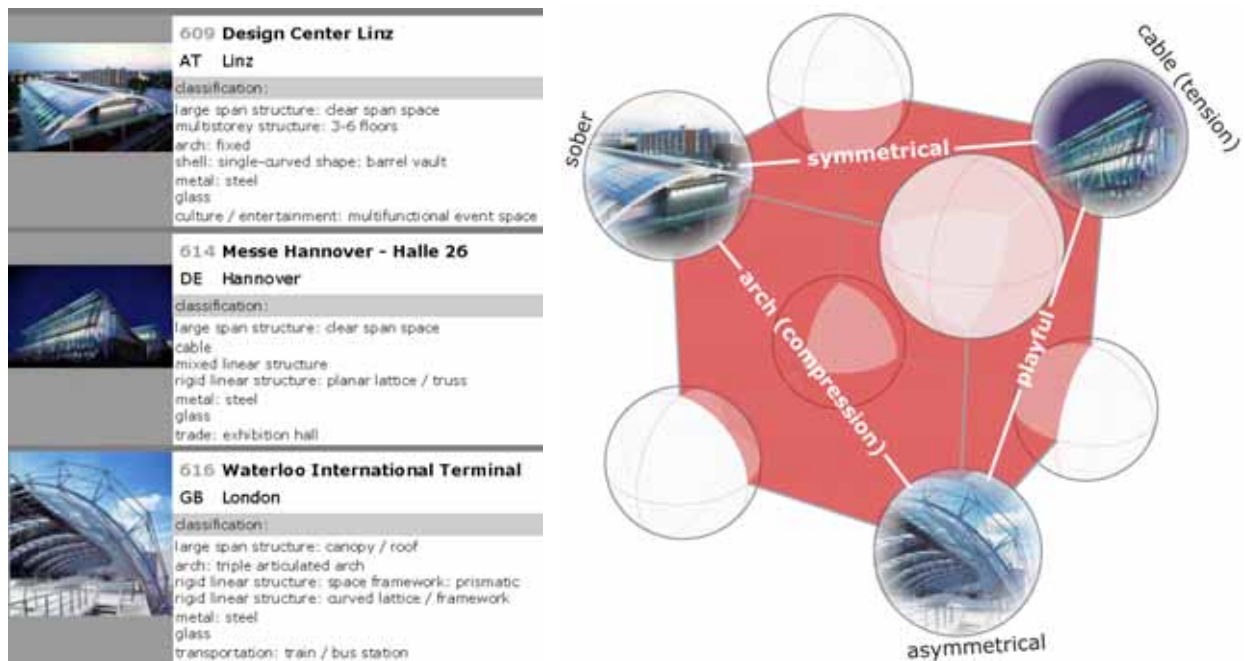 609 Design Center Linz
AT Linz
classification:
large span structure: clear span space
multistorey structure: 3-6 floors
arch: fixed
shell: single-curved shape: barrel vault
metal: steel
glass
culture / entertainment: multifunctional event space
614 Messe Hannover - Halle 26
DE Hannover
classification:
large span structure: clear span space
cable
mixed linear structure
rigid linear structure: planar lattice / truss
metal: steel
glass
trade: exhibition hall
616 Waterloo International Terminal
GB London
classification:
large span structure: canopy / roof
arch: triple articulated arch
rigid linear structure: space framework: prismatic
rigid linear structure: curved lattice / framework
metal: steel
glass
transportation: train / bus station
sober
cable (tension)
symmetrical
arch (compression)
playful
asymmetrical